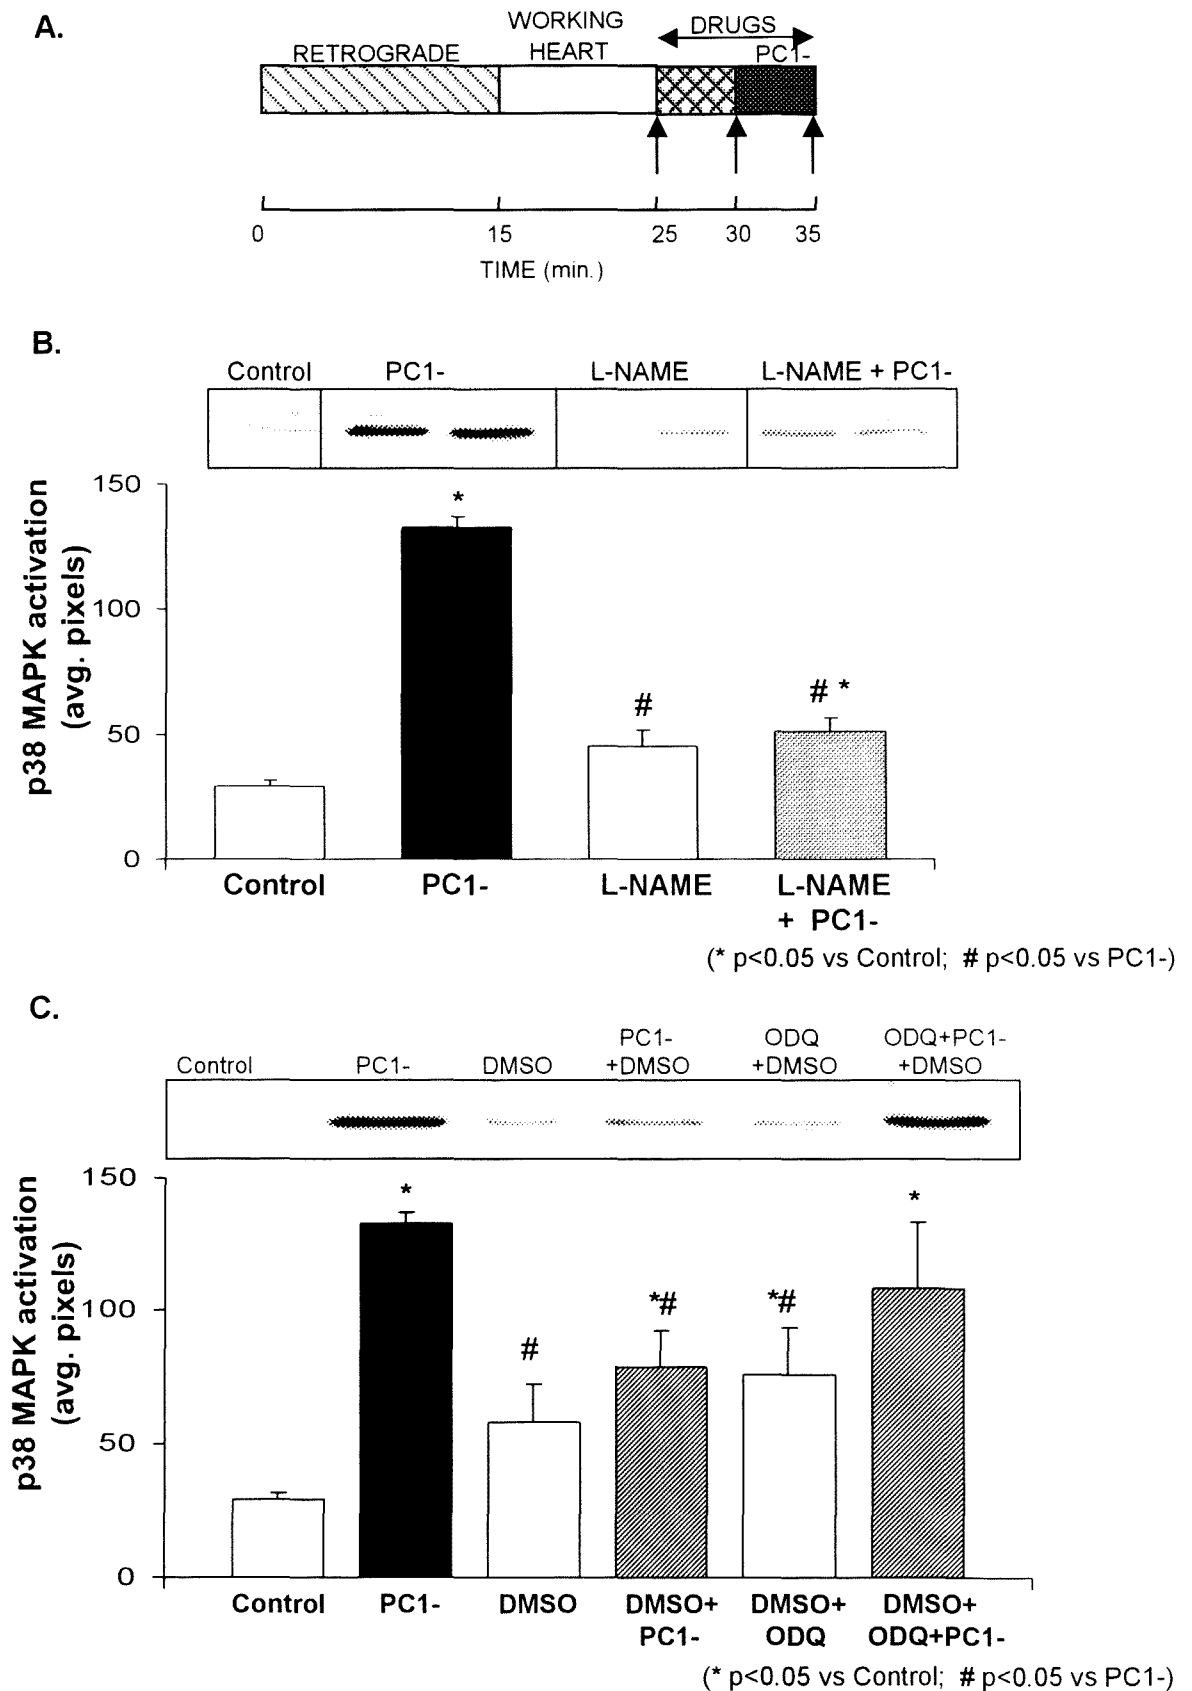 A.
WORKING
HEART
DRUGS
RETROGRADE
PC1-
0 15 25 30 35
TIME (min.)
B.
Control PC1- L-NAME L-NAME + PC1-
p38 MAPK activation
(avg. pixels)
150
*
100
# *
#
50
0
Control PC1- L-NAME L-NAME
+ PC1-
(* p<0.05 vs Control; # p<0.05 vs PC1-)
C.
PC1- ODQ ODQ+PC1-
Control PC1- DMSO +DMSO +DMSO +DMSO
p38 MAPK activation
(avg. pixels)
150
* *
100
*# *#
#
50
0
Control PC1- DMSO DMSO+ DMSO+ DMSO+
PC1- ODQ ODQ+PC1-
(* p<0.05 vs Control; # p<0.05 vs PC1-)